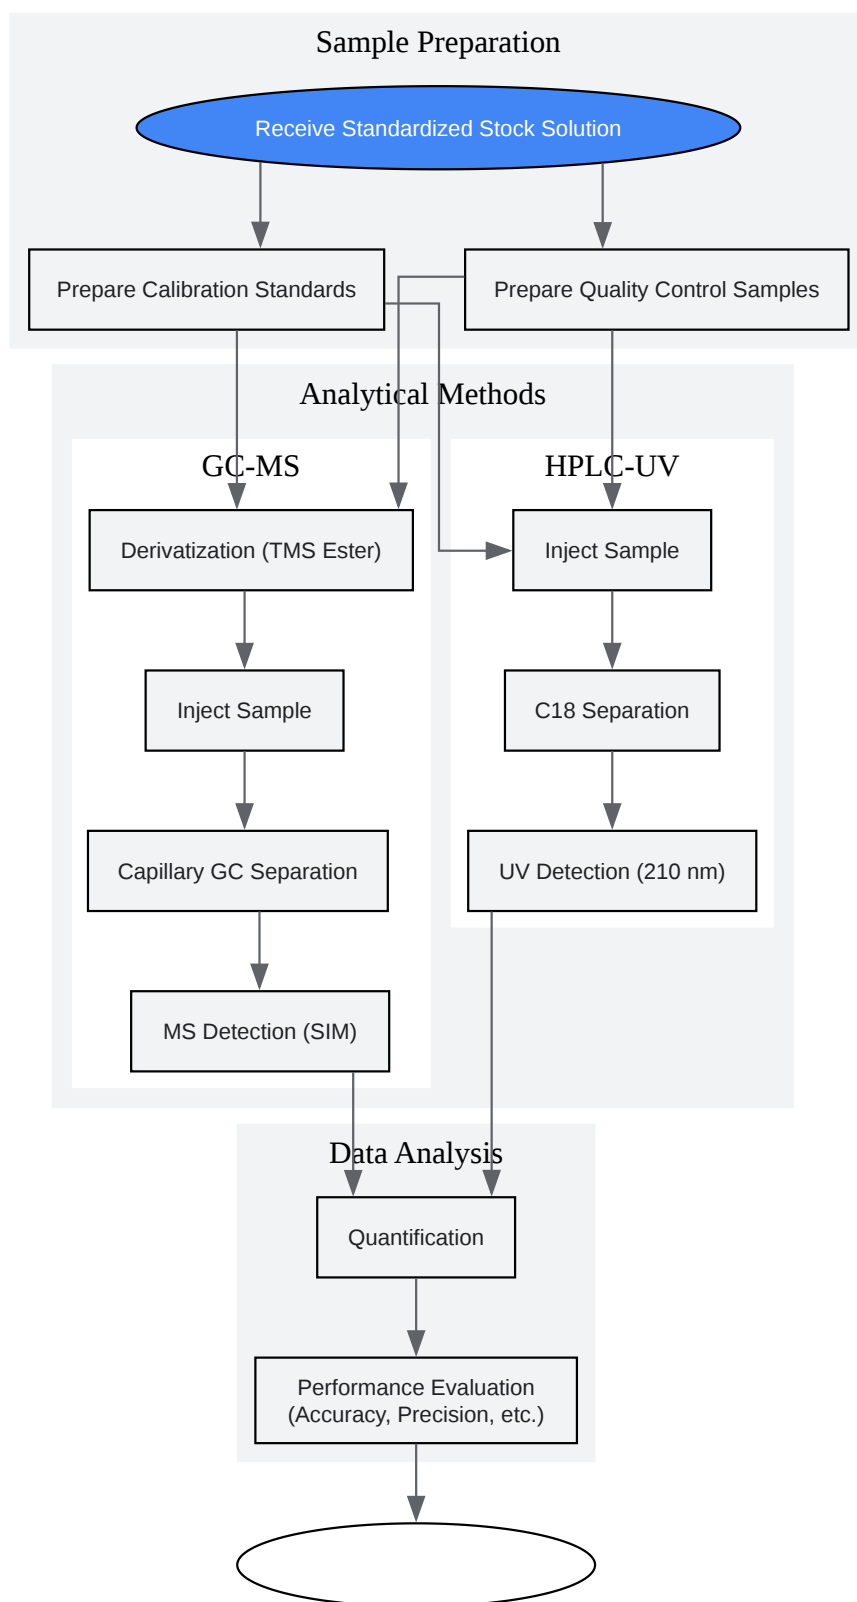 Sample Preparation
Receive Standardized Stock Solution
Prepare Calibration Standards
Prepare Quality Control Samples
Analytical Methods
GC-MS
HPLC-UV
Derivatization (TMS Ester)
Inject Sample
Inject Sample
C18 Separation
Capillary GC Separation
UV Detection (210 nm)
MS Detection (SIM)
Data Analysis
Quantification
Performance Evaluation
(Accuracy, Precision, etc.)